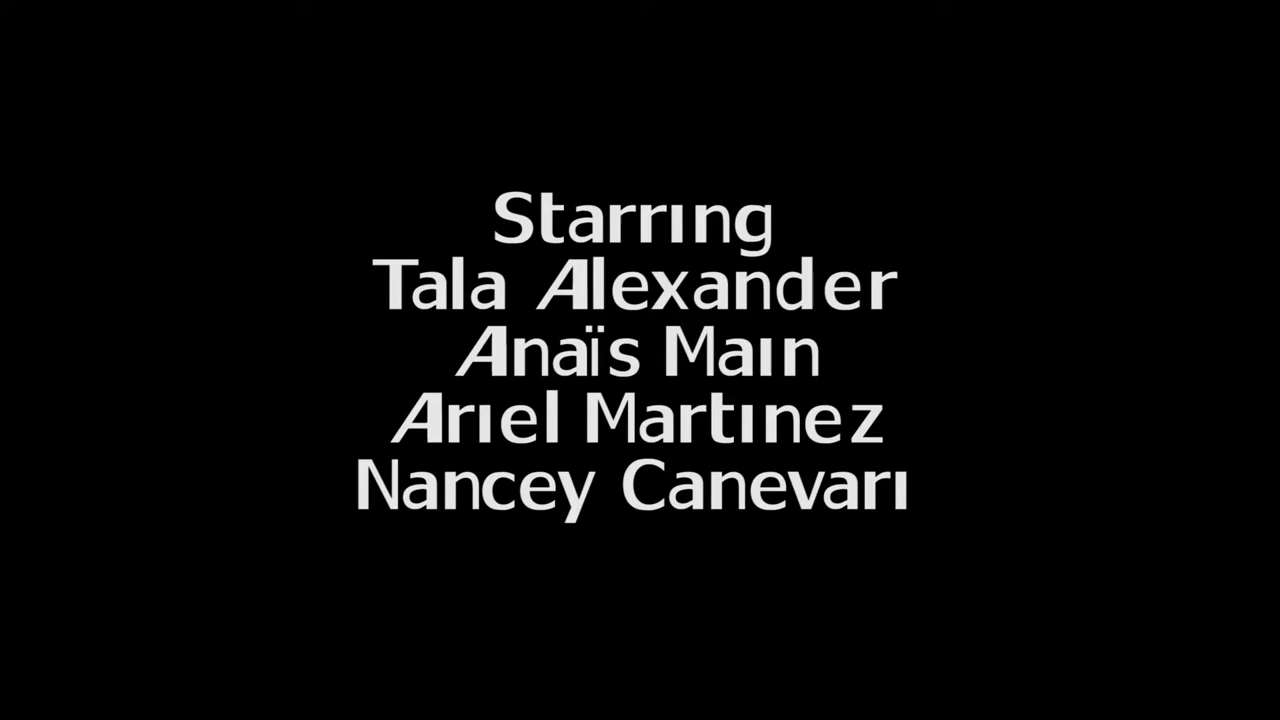 Starring
Tala Alexander
Anaïs Main
Ariel Martinez
Nancey Canevari